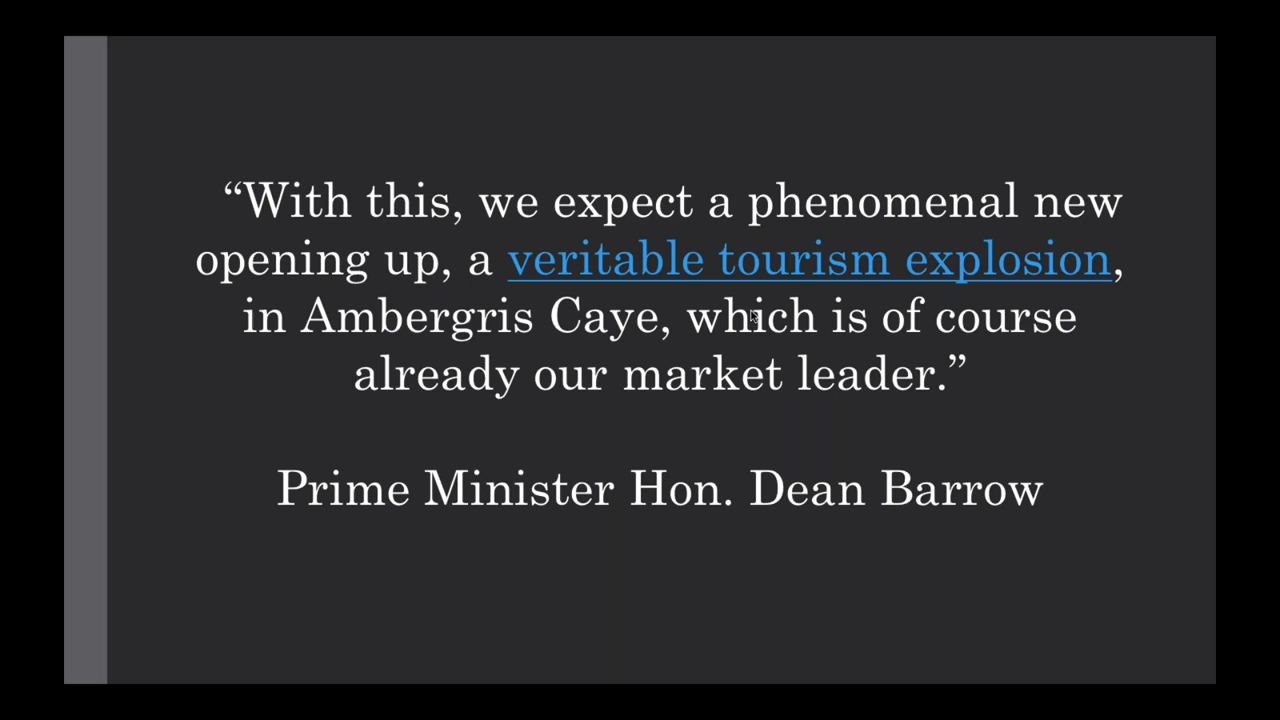 “With this, we expect a phenomenal new
opening up, a veritable tourism explosion,
in Ambergris Caye, which is of course
already our market leader.”
Prime Minister Hon. Dean Barrow